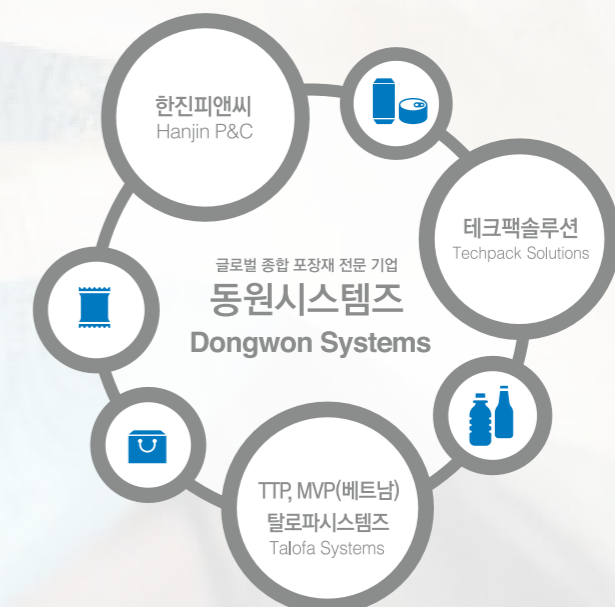 한진피앤씨
Hanjin P&C
테크팩솔루션
Techpack Solutions
글로벌 종합 포장재 전문 기업
동원시스템즈
Dongwon Systems
TTP, MVP(베트남)
탈로파시스템즈
Talofa Systems